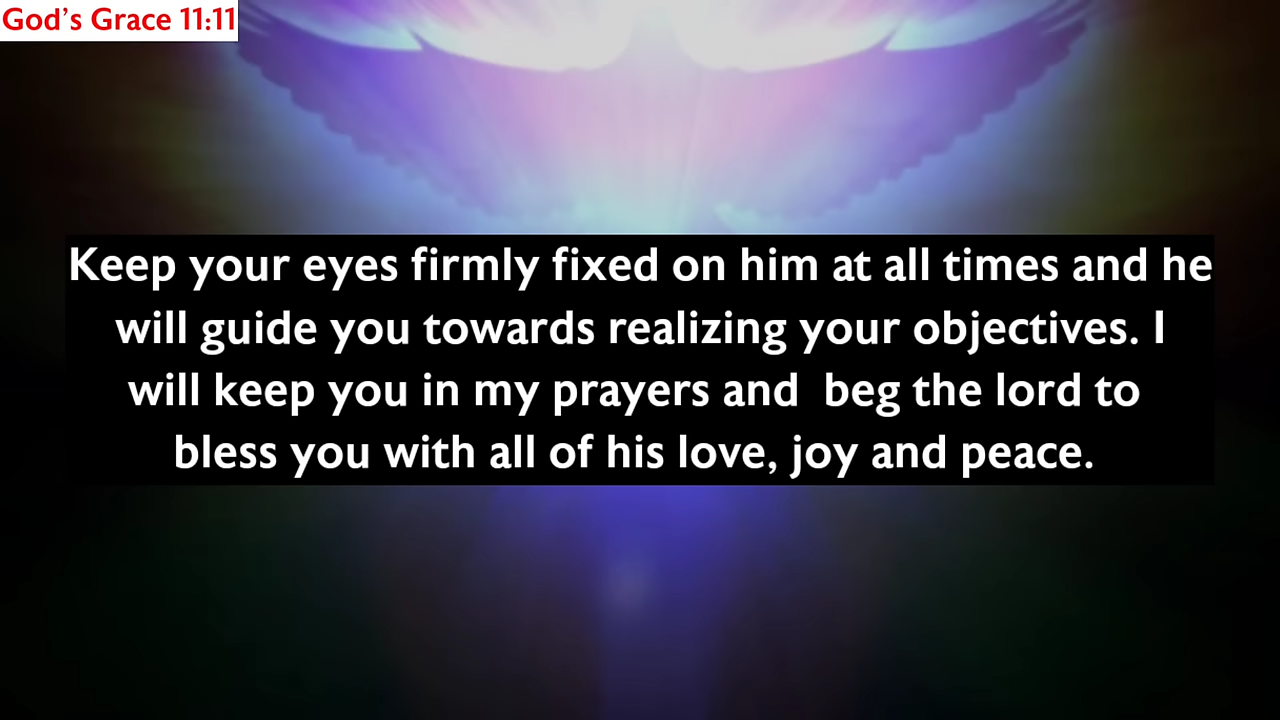 God's Grace 11:11
Keep your eyes firmly fixed on him at all times and he
will guide you towards realizing your objectives. I
will keep you in my prayers and  beg the lord to
bless you with all of his love, joy and peace.